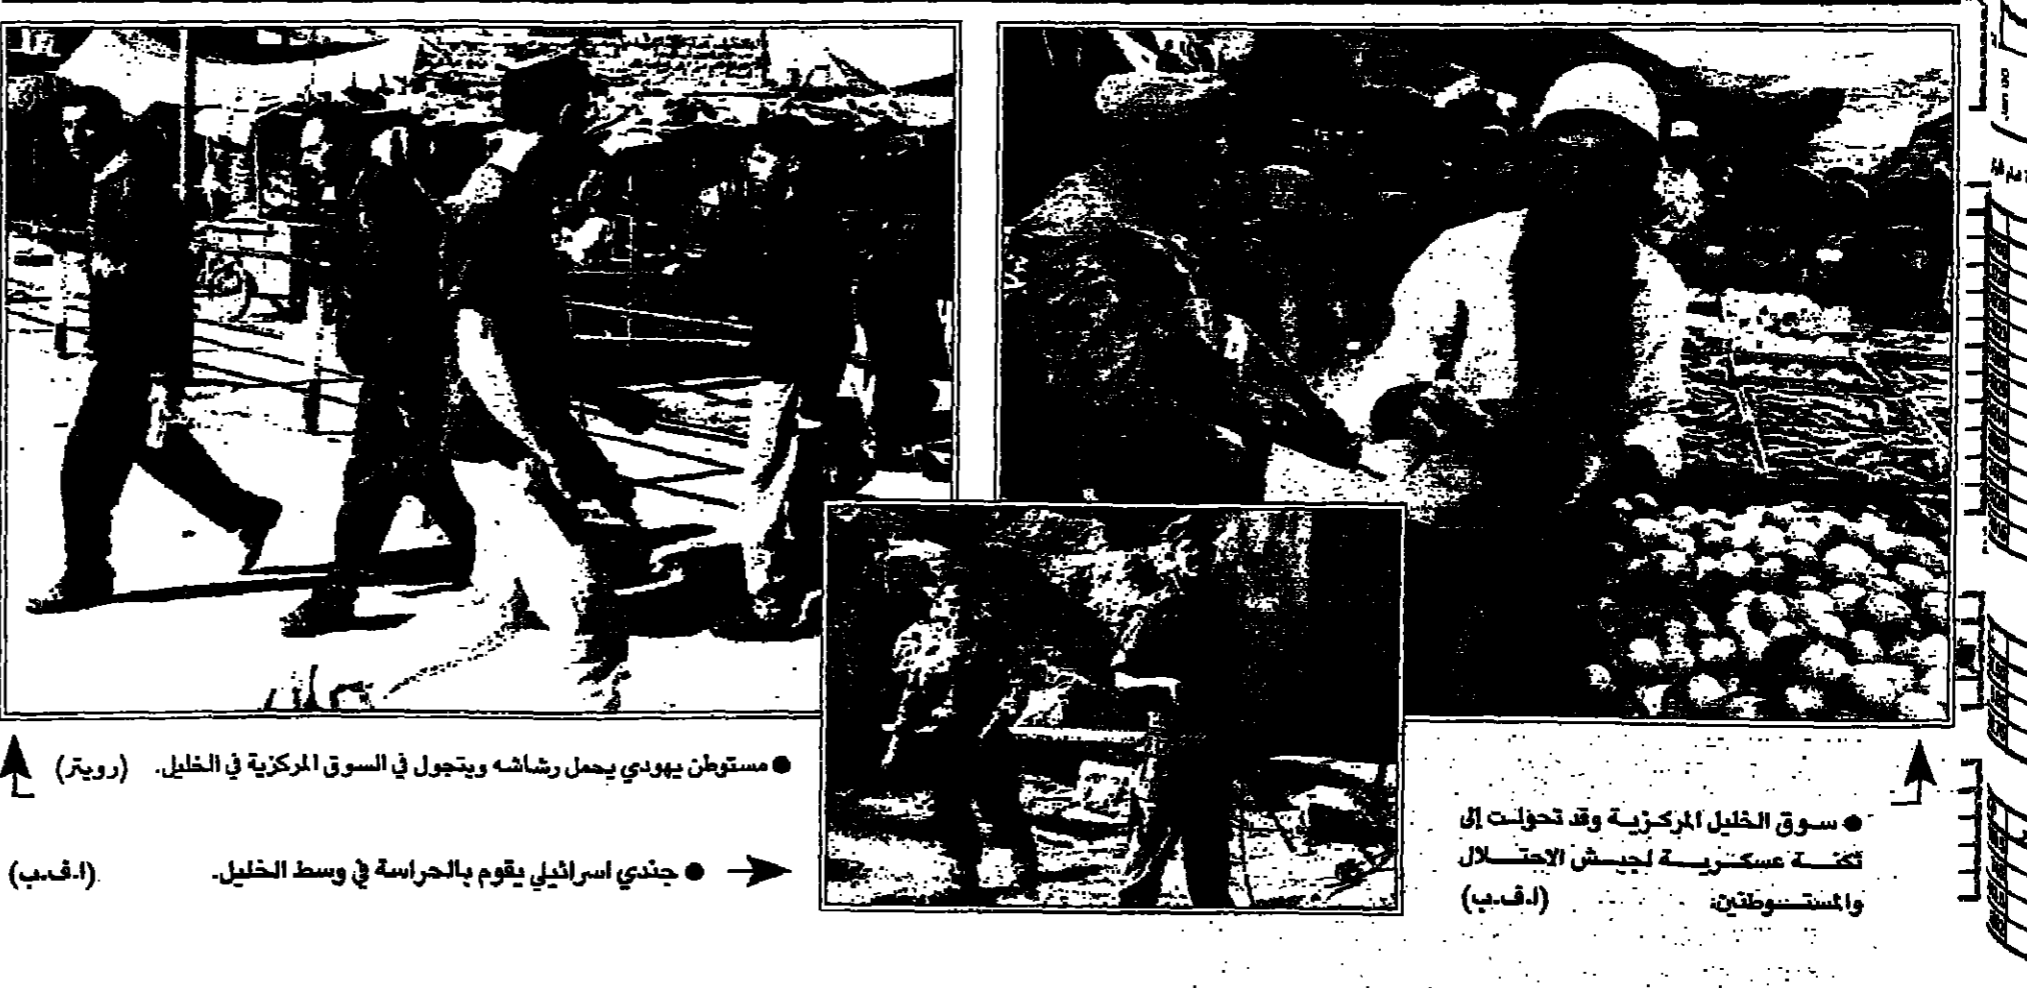 ● سوق الخليل المركزية وقد تحولت إلى
ثكنة عسكرية لجيش الاحتلال
والمستوطنين. (ا.ف.ب)
● مستوطن يهودي يحمل رشاشه ويتجول في السوق المركزية في الخليل. (رويتر)
● جندي اسرائيلي يقوم بالحراسة في وسط الخليل. (ا.ف.ب)